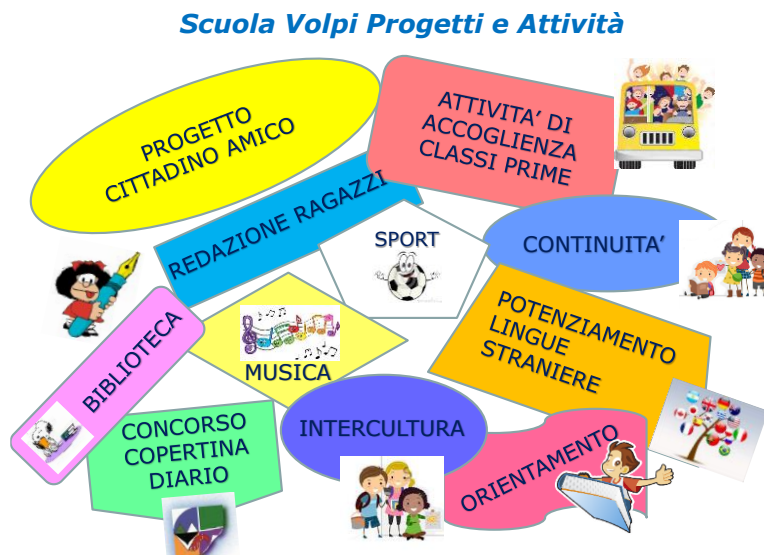 Scuola Volpi Progetti e Attività
PROGETTO
CITTADINO AMICO
ATTIVITA’ DI
ACCOGLIENZA
CLASSI PRIME
REDAZIONE RAGAZZI
SPORT
CONTINUITA’
BIBLIOTECA
MUSICA
POTENZIAMENTO
LINGUE
STRANIERE
CONCORSO
COPERTINA
DIARIO
INTERCULTURA
ORIENTAMENTO